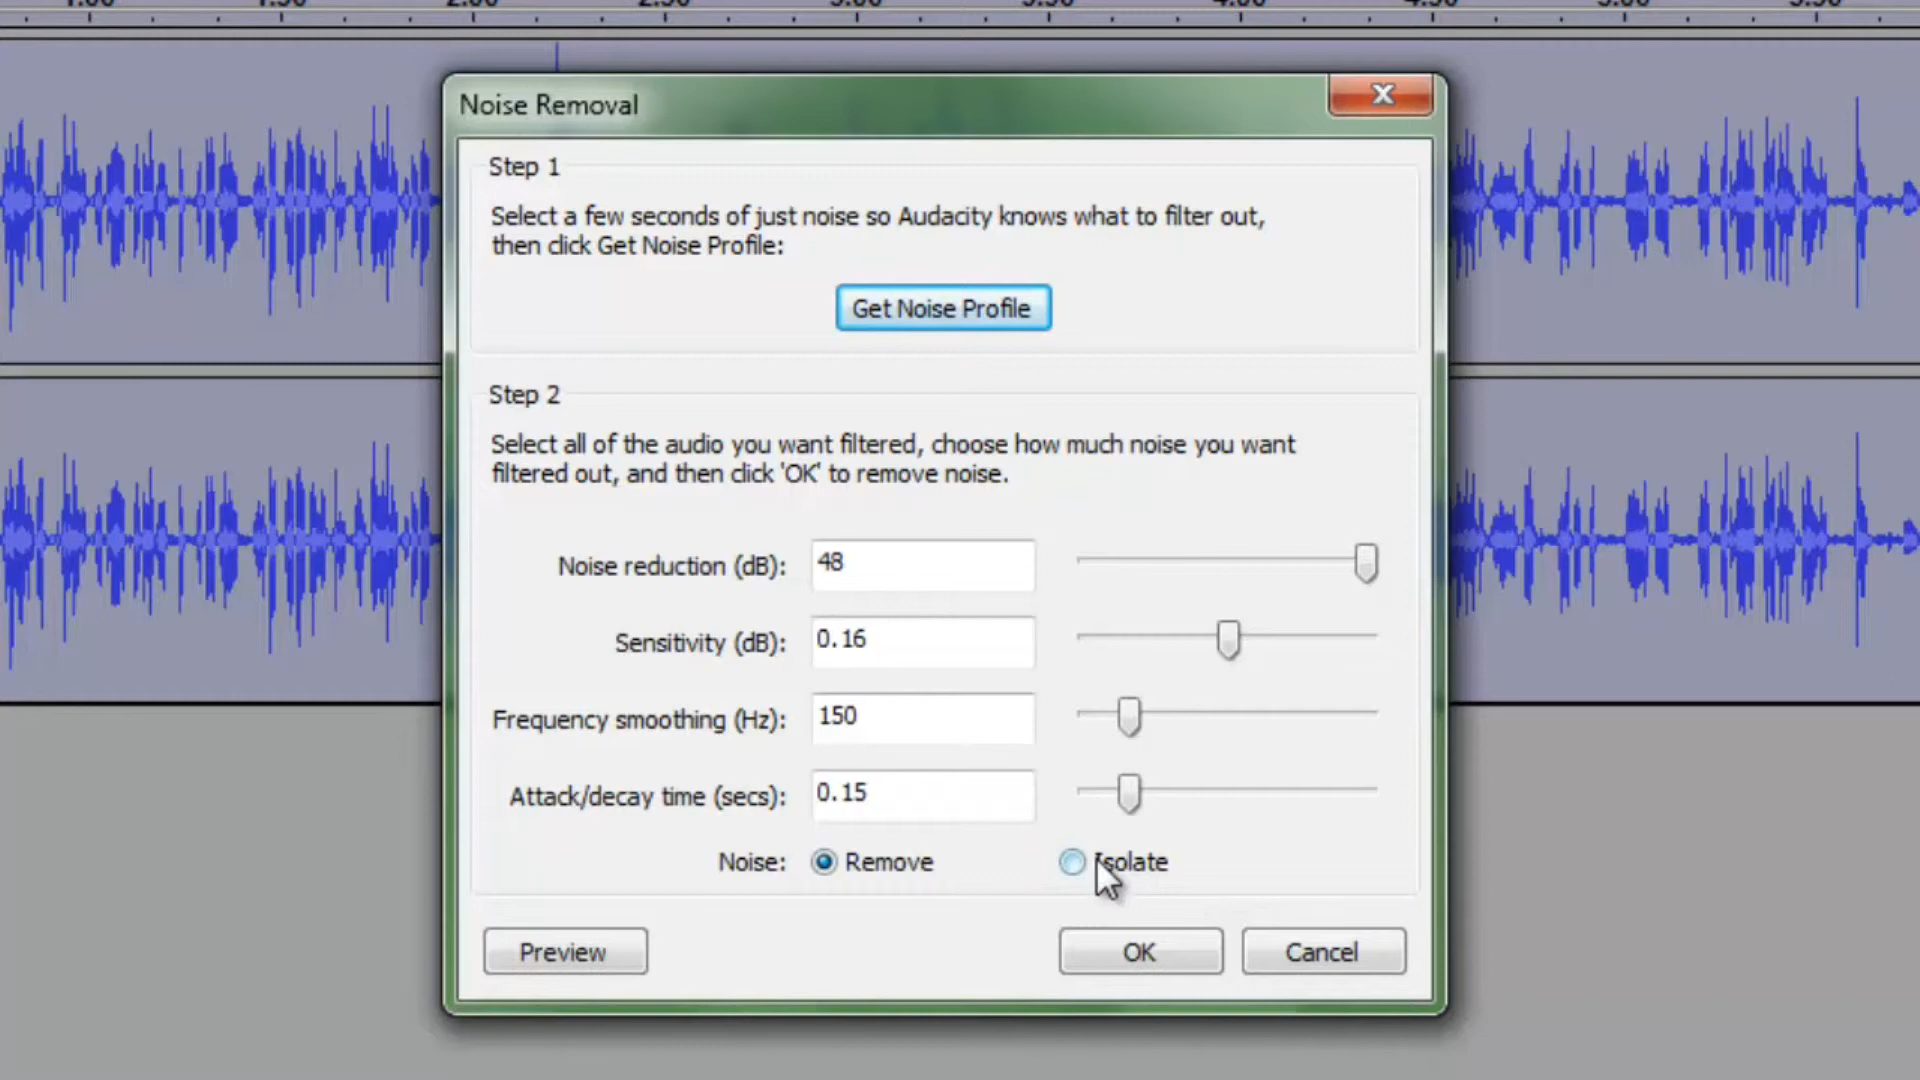 Noise Removal
X
Step 1
Select a few seconds of just noise so Audacity knows what to filter out,
then click Get Noise Profile:
Get Noise Profile
Step 2
Select all of the audio you want filtered, choose how much noise you want
filtered out, and then click 'OK' to remove noise.
Noise reduction (dB): 48
Sensitivity (dB): 0.16
Frequency smoothing (Hz): 150
Attack/decay time (secs): 0.15
Noise: Remove Isolate
Preview OK Cancel